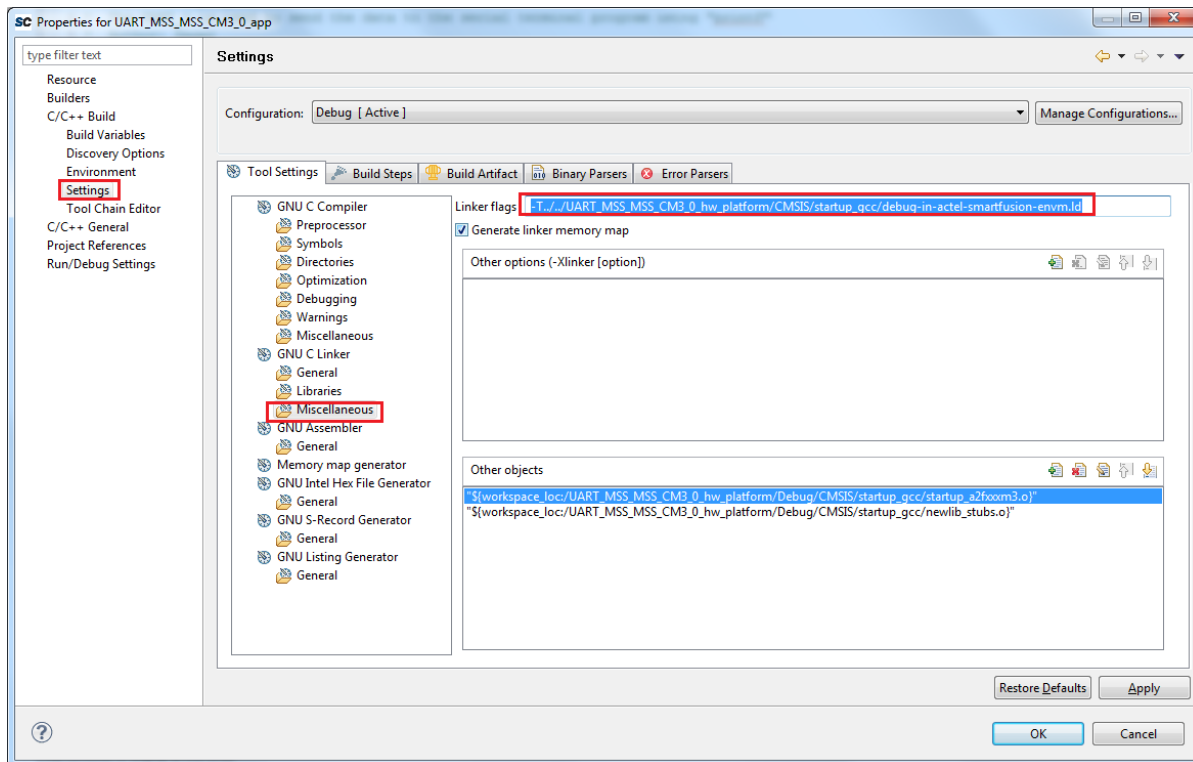 SC Properties for UART_MSS_MSS_CM3_0_app
type filter text
Resource
Builders
C/C++ Build
Build Variables
Discovery Options
Environment
Settings
Tool Chain Editor
C/C++ General
Project References
Run/Debug Settings
Settings
Configuration: Debug [ Active ]
Manage Configurations...
Tool Settings
Build Steps
Build Artifact
Binary Parsers
Error Parsers
GNU C Compiler
Preprocessor
Symbols
Directories
Optimization
Debugging
Warnings
Miscellaneous
GNU C Linker
General
Libraries
Miscellaneous
GNU Assembler
General
Memory map generator
GNU Intel Hex File Generator
General
GNU S-Record Generator
General
GNU Listing Generator
General
Linker flags -T../../UART_MSS_MSS_CM3_0_hw_platform/CMSIS/startup_gcc/debug-in-actel-smartfusion-envm.ld
Generate linker memory map
Other options (-Xlinker [option])
Other objects
"${workspace_loc:/UART_MSS_MSS_CM3_0_hw_platform/Debug/CMSIS/startup_gcc/startup_a2fxxxm3.o}"
"${workspace_loc:/UART_MSS_MSS_CM3_0_hw_platform/Debug/CMSIS/startup_gcc/newlib_stubs.o}"
Restore Defaults
Apply
OK
Cancel